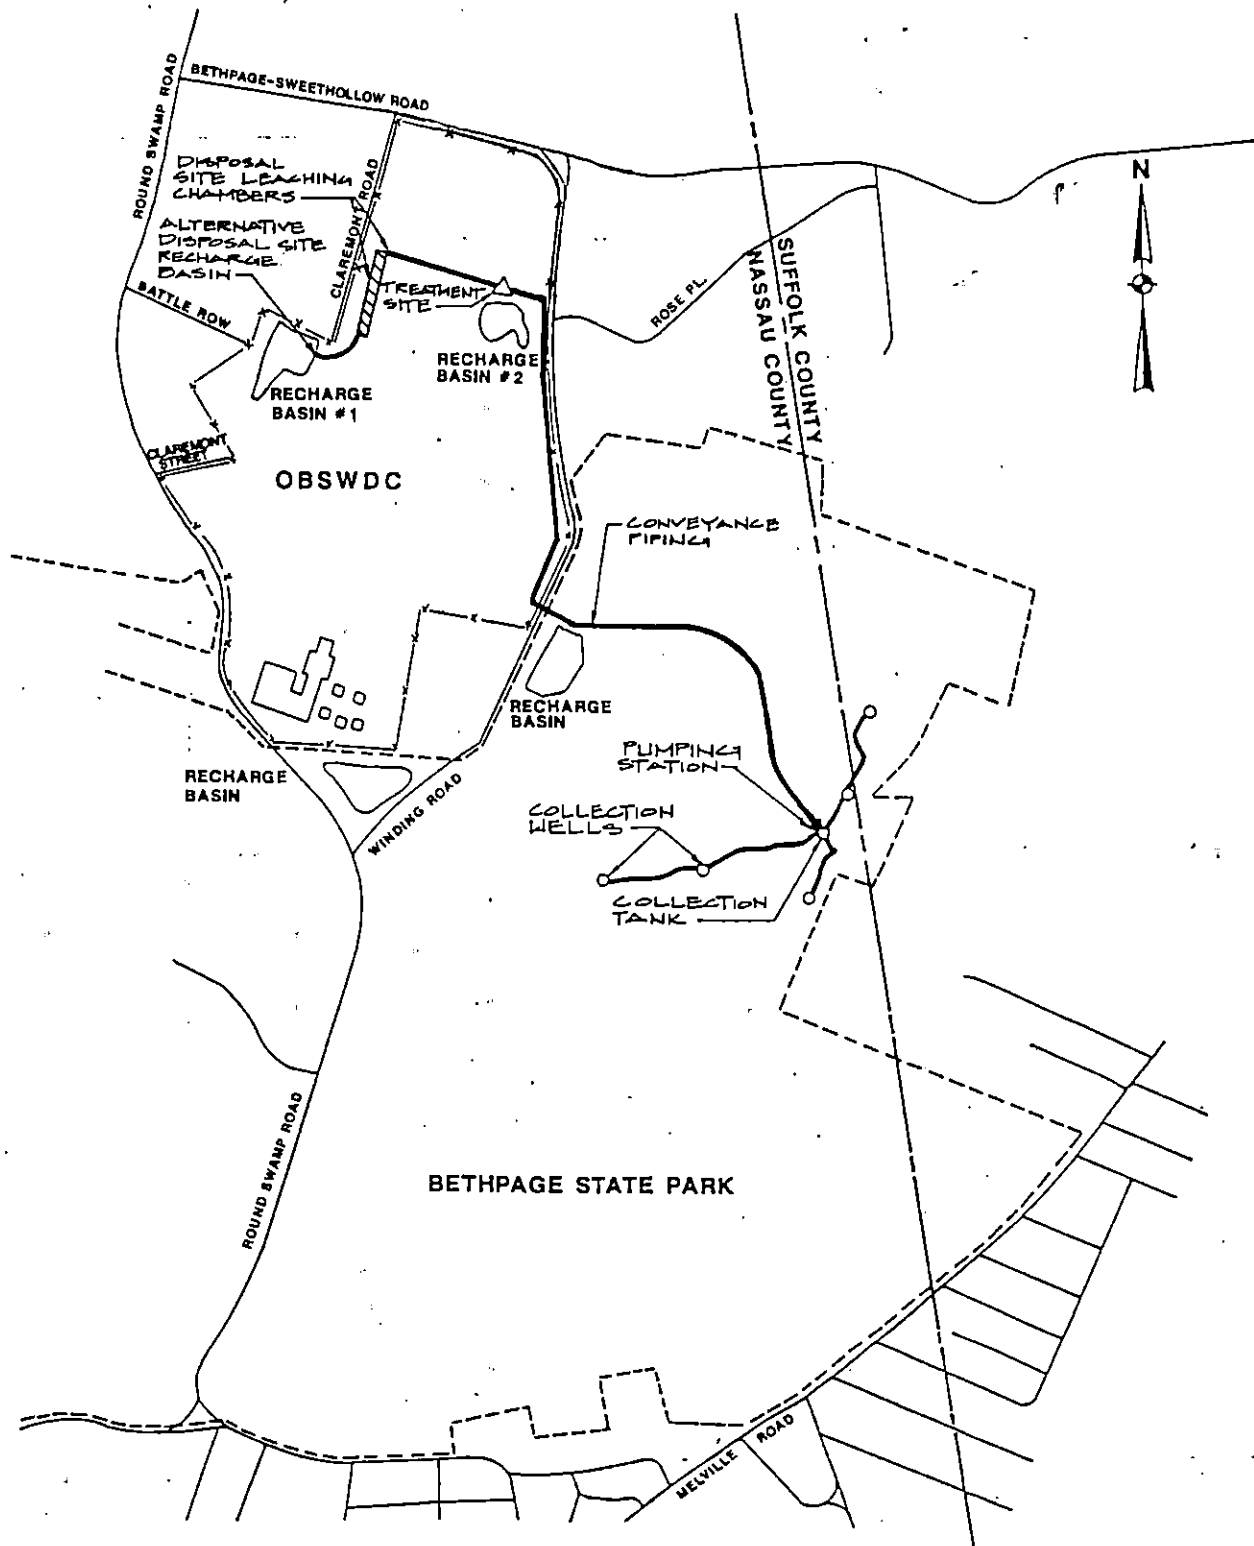 ROUND SWAMP ROAD
BETHPAGE-SWEETHOLLOW ROAD
DISPOSAL
SITE LEACHING
CHAMBERS
CLAREMONT ROAD
ALTERNATIVE
DISPOSAL SITE
RECHARGE
BASIN
BATTLE ROW
TREATMENT
SITE
ROSE PL.
SUFFOLK COUNTY
NASSAU COUNTY
N
RECHARGE
BASIN #2
RECHARGE
BASIN #1
CLAREMONT
STREET
OBSWDC
CONVEYANCE
PIPING
RECHARGE
BASIN
PUMPING
STATION
RECHARGE
BASIN
WINDING ROAD
COLLECTION
WELLS
COLLECTION
TANK
ROUND SWAMP ROAD
BETHPAGE STATE PARK
MELVILLE ROAD